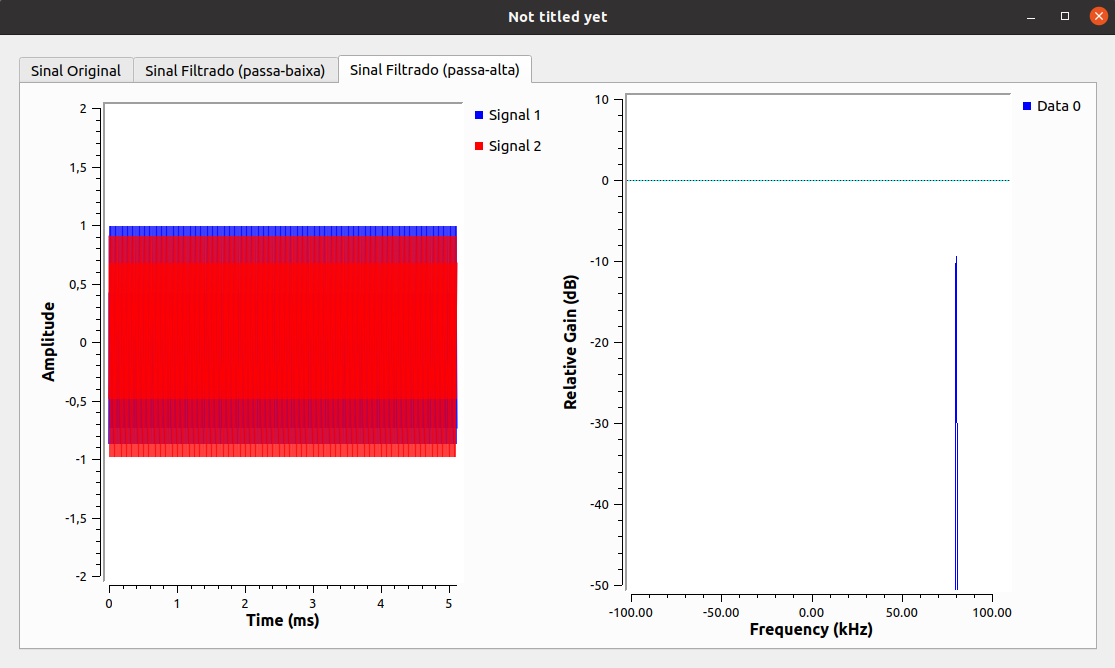 Not titled yet
Sinal Original
Sinal Filtrado (passa-baixa)
Sinal Filtrado (passa-alta)
2
1,5
1
0,5
0
-0,5
-1
-1,5
-2
Amplitude
0
1
2
3
4
5
Time (ms)
Signal 1
Signal 2
10
0
-10
-20
-30
-40
-50
Relative Gain (dB)
-100.00
-50.00
0.00
50.00
100.00
Frequency (kHz)
Data 0